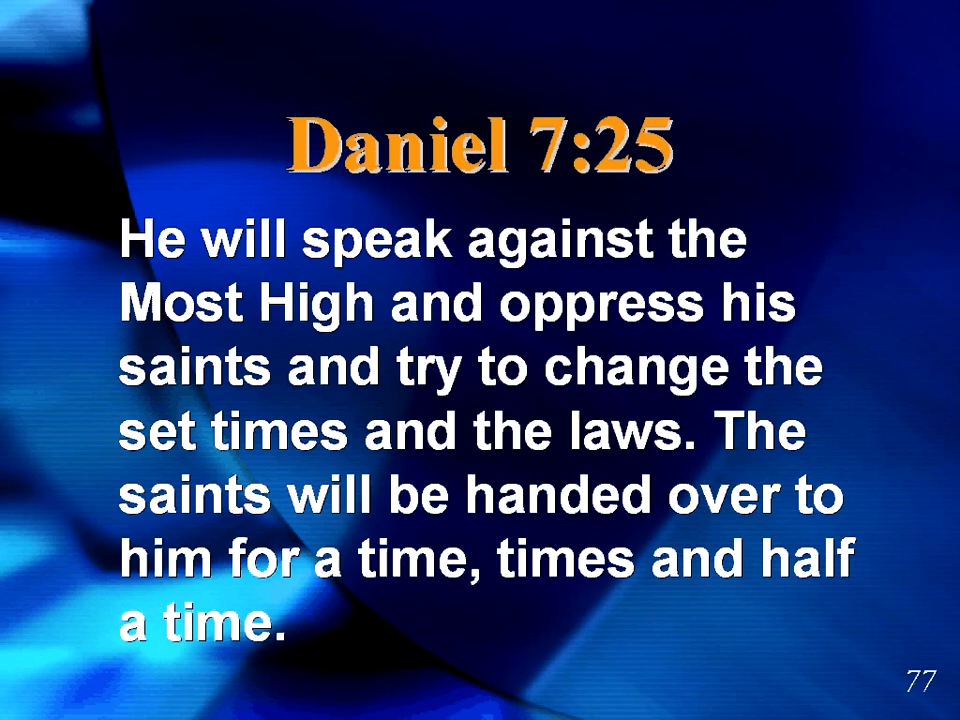 Daniel 7:25
He will speak against the
Most High and oppress his
saints and try to change the
set times and the laws. The
saints will be handed over to
him for a time, times and half
a time.
77